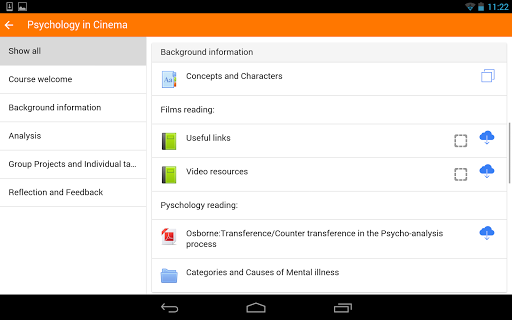 11:22
Psychology in Cinema
Show all
Course welcome
Background information
Analysis
Group Projects and Individual ta...
Reflection and Feedback
Background information
Aa
Concepts and Characters
Films reading:
Useful links
Video resources
Pyschology reading:
Osborne:Transference/Counter transference in the Psycho-analysis
process
Categories and Causes of Mental illness